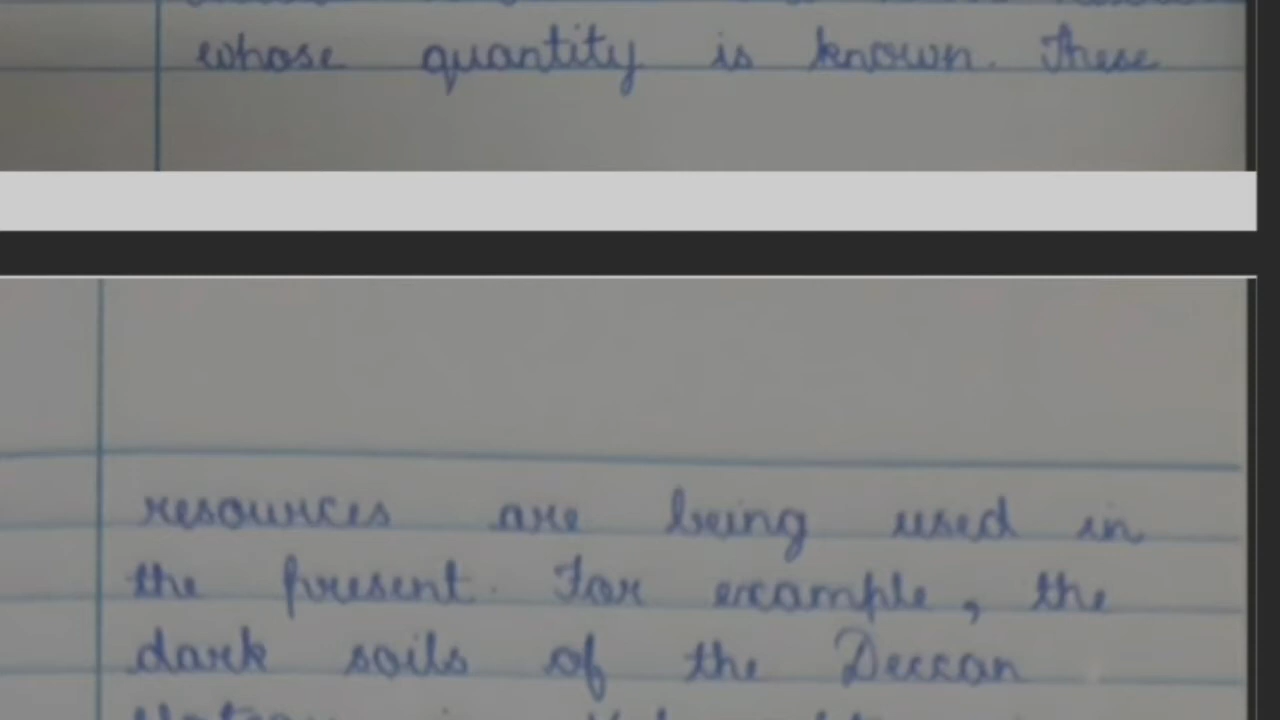 whose quantity is known. These
resources are being used in
the present. For example, the
dark soils of the Deccan